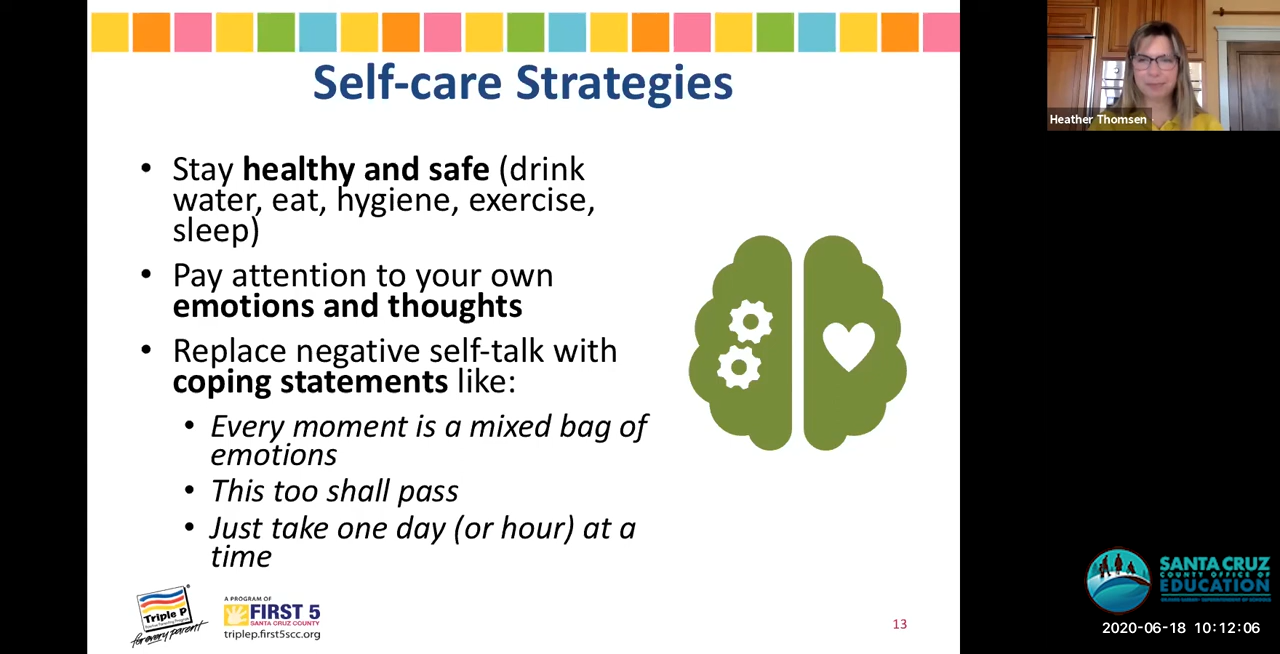 Self-care Strategies
Heather Thomsen
• Stay healthy and safe (drink
water, eat, hygiene, exercise,
sleep)
• Pay attention to your own
emotions and thoughts
• Replace negative self-talk with
coping statements like:
• Every moment is a mixed bag of
emotions
• This too shall pass
• Just take one day (or hour) at a
time
Triple P
for every parent
A PROGRAM OF
FIRST 5
SANTA CRUZ COUNTY
triplep.first5scc.org
13
SANTA CRUZ
COUNTY OFFICE OF
EDUCATION
2020-06-18 10:12:06